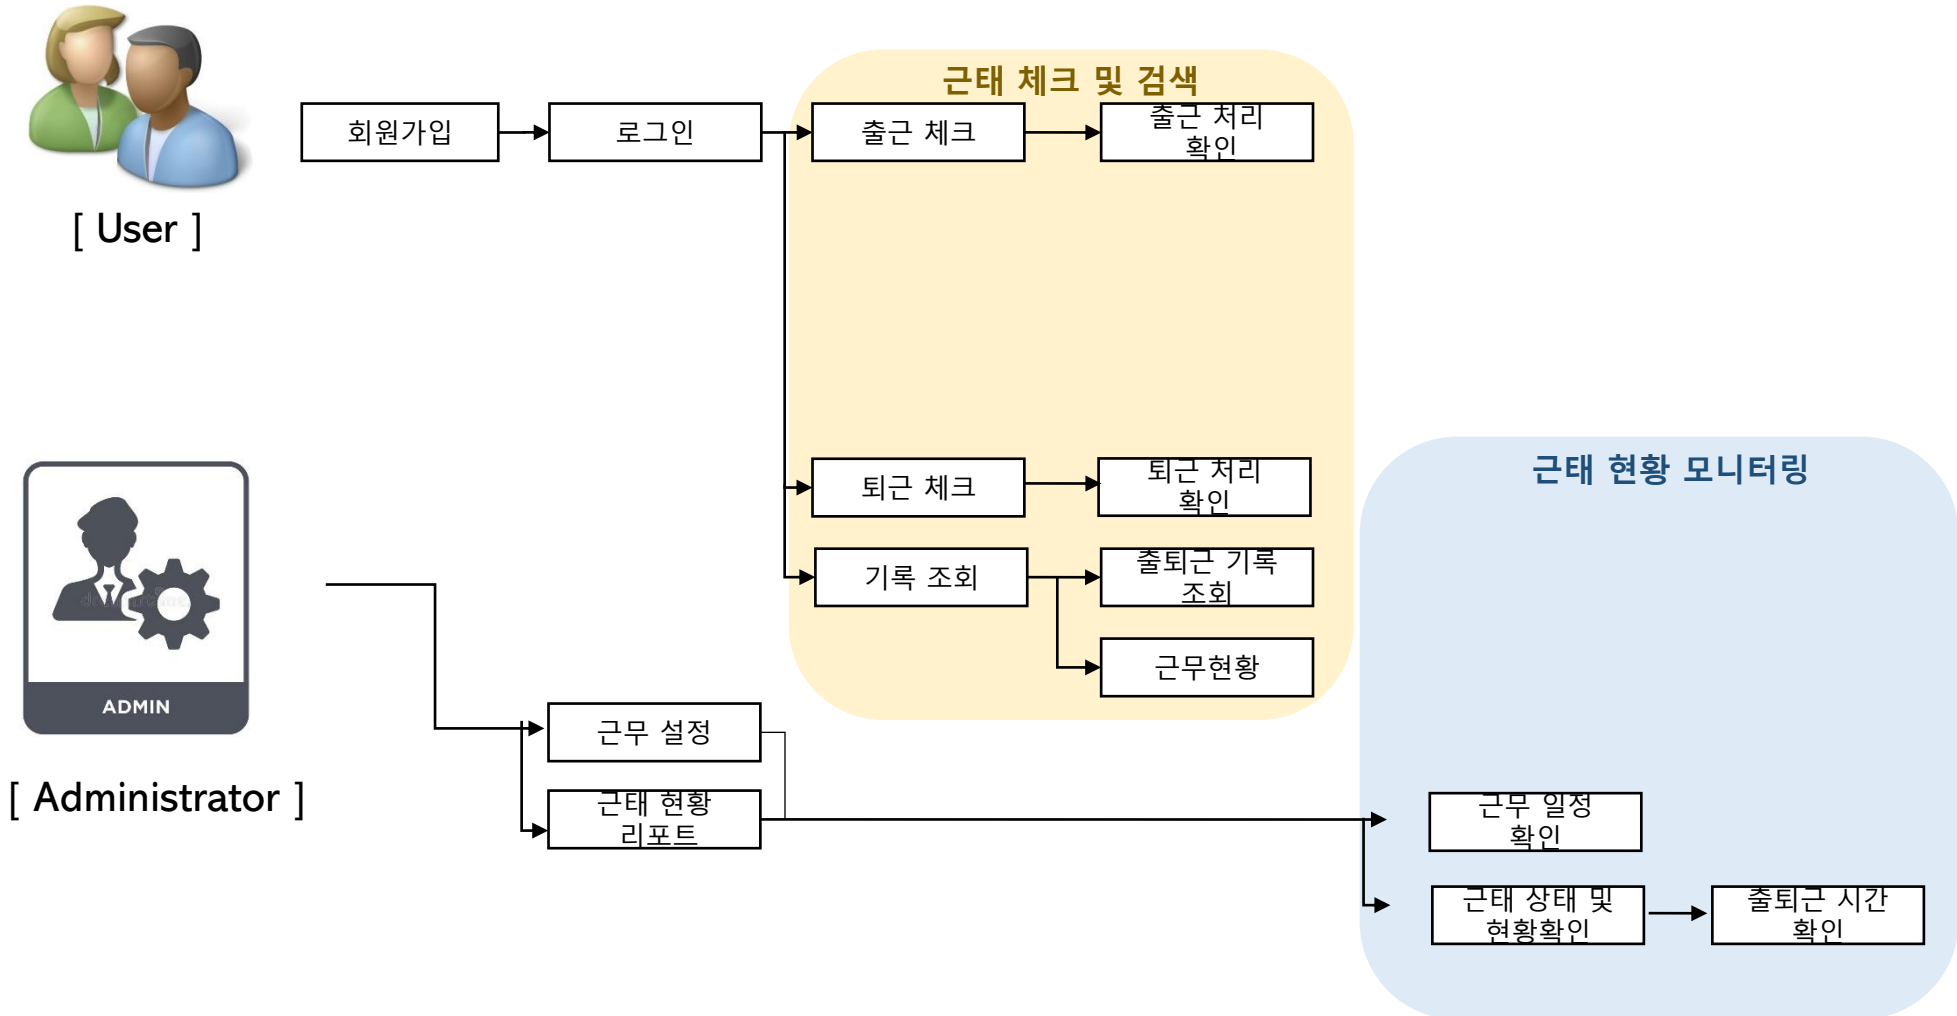 근태 체크 및 검색
회원가입
로그인
출근 체크
출근 처리
확인
[ User ]
퇴근 체크
퇴근 처리
확인
근태 현황 모니터링
기록 조회
출퇴근 기록
조회
근무현황
ADMIN
[ Administrator ]
근무 설정
근태 현황
리포트
근무 일정
확인
근태 상태 및
현황확인
출퇴근 시간
확인